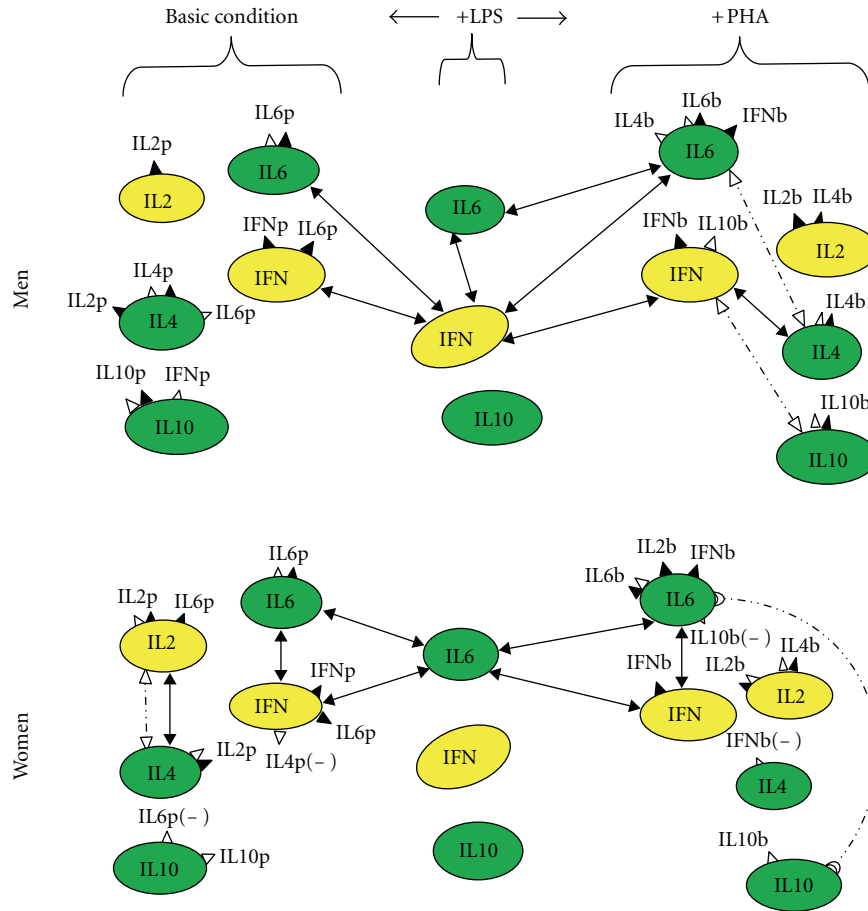 Basic condition
+LPS
+PHA
Men
IL6p
IL2p
IL6
IL2
IFNp
IL6p
IFN
IL4p
IL2p
IL6p
IL4
IL10p
IFNp
IL10
IL6
IFN
IL10
IL6b
IL4b
IFNb
IL6
IFNb
IL10b
IL2b
IL4b
IL2
IFN
IL4b
IL4
IL10b
IL10
Women
IL6p
IL6
IL2p
IL6p
IL2
IFNp
IFN
IL6p
IL4p(–)
IL2p
IL4
IL6p(–)
IL10p
IL10
IL6
IFN
IL10
IL2b
IFNb
IL6b
IL6
IL10b(–)
IL4b
IFNb
IL2b
IL2
IFN
IFNb(–)
IL4
IL10b
IL10